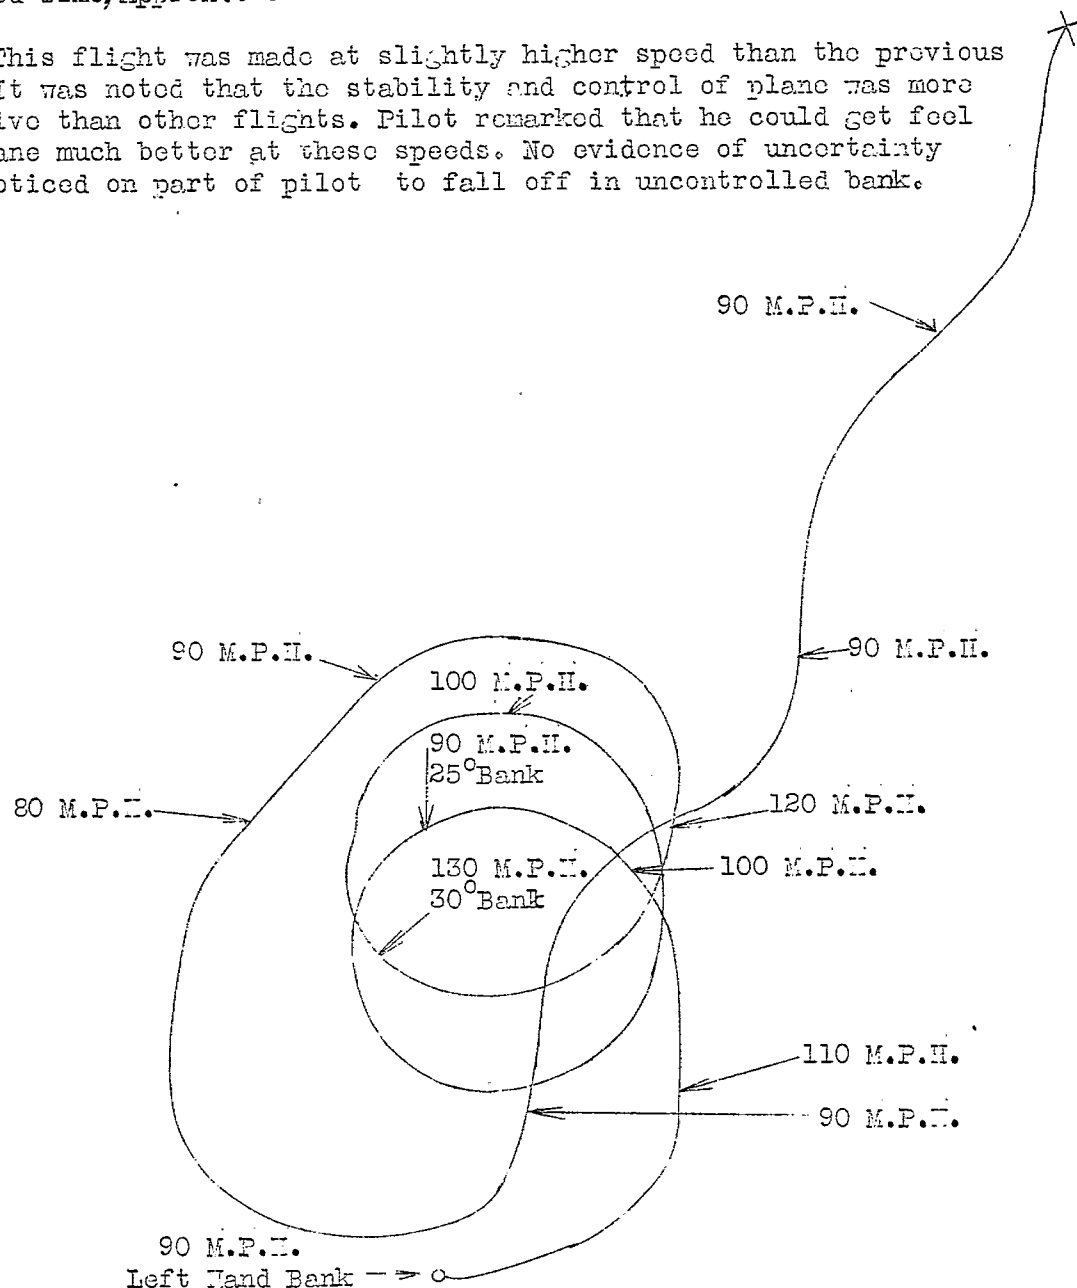 This flight was made at slightly higher speed than the previous
It was noted that the stability and control of plane was more
ive than other flights. Pilot remarked that he could get feel
ane much better at these speeds. No evidence of uncertainty
oticed on part of pilot to fall off in uncontrolled bank.
90 M.P.H.
90 M.P.H.
90 M.P.H.
100 M.P.H.
90 M.P.H.
25° Bank
80 M.P.H.
120 M.P.H.
130 M.P.H.
30° Bank
100 M.P.H.
110 M.P.H.
90 M.P.H.
90 M.P.H.
Left Hand Bank